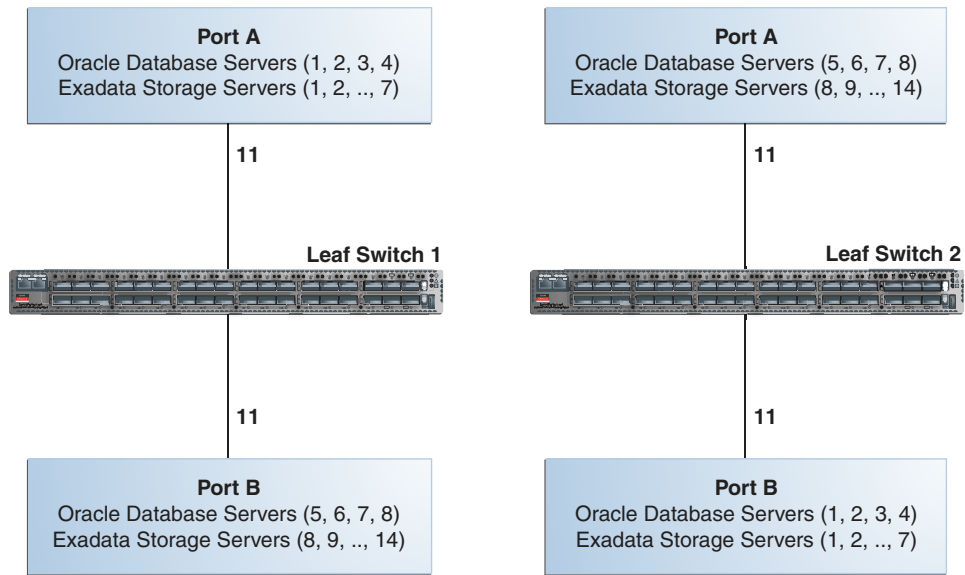 Port A
Oracle Database Servers (1, 2, 3, 4)
Exadata Storage Servers (1, 2, .., 7)
Port A
Oracle Database Servers (5, 6, 7, 8)
Exadata Storage Servers (8, 9, .., 14)
11
11
Leaf Switch 1
Leaf Switch 2
11
11
Port B
Oracle Database Servers (5, 6, 7, 8)
Exadata Storage Servers (8, 9, .., 14)
Port B
Oracle Database Servers (1, 2, 3, 4)
Exadata Storage Servers (1, 2, .., 7)